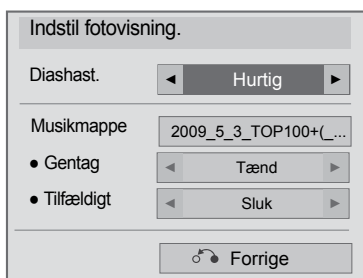 Indstil fotovisning.
Diashast. ◄ Hurtig ►
Musikmappe 2009_5_3_TOP100+(_...
● Gentag ◄ Tænd ►
● Tilfældigt ◄ Sluk ►
Forrige